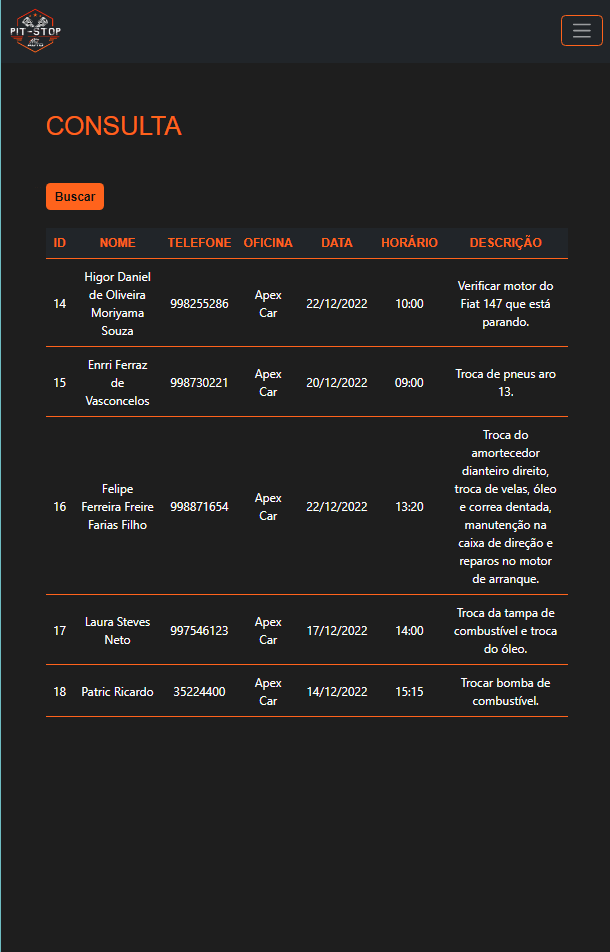 PIT-STOP
CONSULTA
Buscar
ID NOME TELEFONE OFICINA DATA HORÁRIO DESCRIÇÃO
14 Higor Daniel de Oliveira Moriyama Souza 998255286 Apex Car 22/12/2022 10:00 Verificar motor do Fiat 147 que está parando.
15 Enrri Ferraz de Vasconcelos 998730221 Apex Car 20/12/2022 09:00 Troca de pneus aro 13.
16 Felipe Ferreira Freire Farias Filho 998871654 Apex Car 22/12/2022 13:20 Troca do amortecedor dianteiro direito, troca de velas, óleo e correa dentada, manutenção na caixa de direção e reparos no motor de arranque.
17 Laura Steves Neto 997546123 Apex Car 17/12/2022 14:00 Troca da tampa de combustível e troca do óleo.
18 Patric Ricardo 35224400 Apex Car 14/12/2022 15:15 Trocar bomba de combustível.